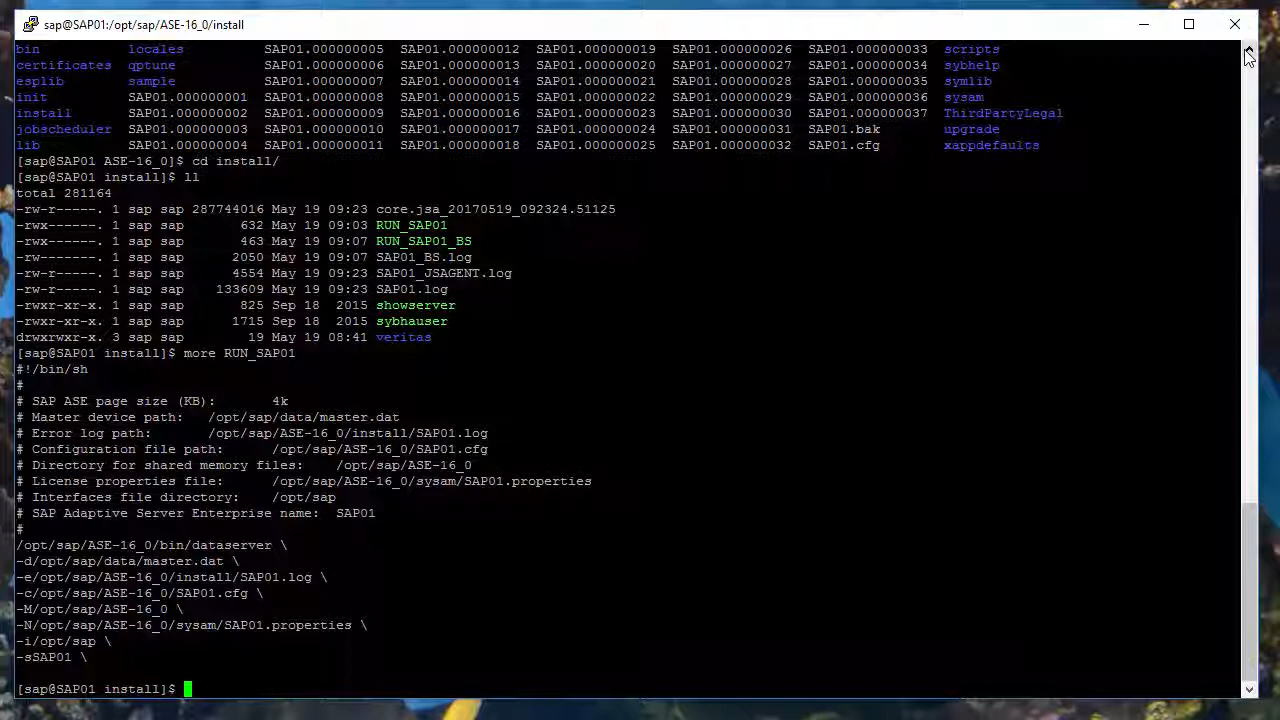 sap@SAP01:/opt/sap/ASE-16_0/install
bin locales SAP01.000000005 SAP01.000000012 SAP01.000000019 SAP01.000000026 SAP01.000000033 scripts
certificates qptune SAP01.000000006 SAP01.000000013 SAP01.000000020 SAP01.000000027 SAP01.000000034 sybhelp
esplib sample SAP01.000000007 SAP01.000000014 SAP01.000000021 SAP01.000000028 SAP01.000000035 symlib
init SAP01.000000001 SAP01.000000008 SAP01.000000015 SAP01.000000022 SAP01.000000029 SAP01.000000036 sysam
install SAP01.000000002 SAP01.000000009 SAP01.000000016 SAP01.000000023 SAP01.000000030 SAP01.000000037 ThirdPartyLegal
jobscheduler SAP01.000000003 SAP01.000000010 SAP01.000000017 SAP01.000000024 SAP01.000000031 SAP01.bak upgrade
lib SAP01.000000004 SAP01.000000011 SAP01.000000018 SAP01.000000025 SAP01.000000032 SAP01.cfg xappdefaults
[sap@SAP01 ASE-16_0]$ cd install/
[sap@SAP01 install]$ ll
total 281164
-rw-r-----. 1 sap sap 287744016 May 19 09:23 core.jsa_20170519_092324.51125
-rwx------. 1 sap sap 632 May 19 09:03 RUN_SAP01
-rwx------. 1 sap sap 463 May 19 09:07 RUN_SAP01_BS
-rw-------. 1 sap sap 2050 May 19 09:07 SAP01_BS.log
-rw-r-----. 1 sap sap 4554 May 19 09:23 SAP01_JSAGENT.log
-rw-r-----. 1 sap sap 133609 May 19 09:23 SAP01.log
-rwxr-xr-x. 1 sap sap 825 Sep 18 2015 showserver
-rwxr-xr-x. 1 sap sap 1715 Sep 18 2015 sybhauser
drwxrwxr-x. 3 sap sap 19 May 19 08:41 veritas
[sap@SAP01 install]$ more RUN_SAP01
#!/bin/sh
#
# SAP ASE page size (KB): 4k
# Master device path: /opt/sap/data/master.dat
# Error log path: /opt/sap/ASE-16_0/install/SAP01.log
# Configuration file path: /opt/sap/ASE-16_0/SAP01.cfg
# Directory for shared memory files: /opt/sap/ASE-16_0
# License properties file: /opt/sap/ASE-16_0/sysam/SAP01.properties
# Interfaces file directory: /opt/sap
# SAP Adaptive Server Enterprise name: SAP01
#
/opt/sap/ASE-16_0/bin/dataserver \
-d/opt/sap/data/master.dat \
-e/opt/sap/ASE-16_0/install/SAP01.log \
-c/opt/sap/ASE-16_0/SAP01.cfg \
-M/opt/sap/ASE-16_0 \
-N/opt/sap/ASE-16_0/sysam/SAP01.properties \
-i/opt/sap \
-sSAP01 \
[sap@SAP01 install]$